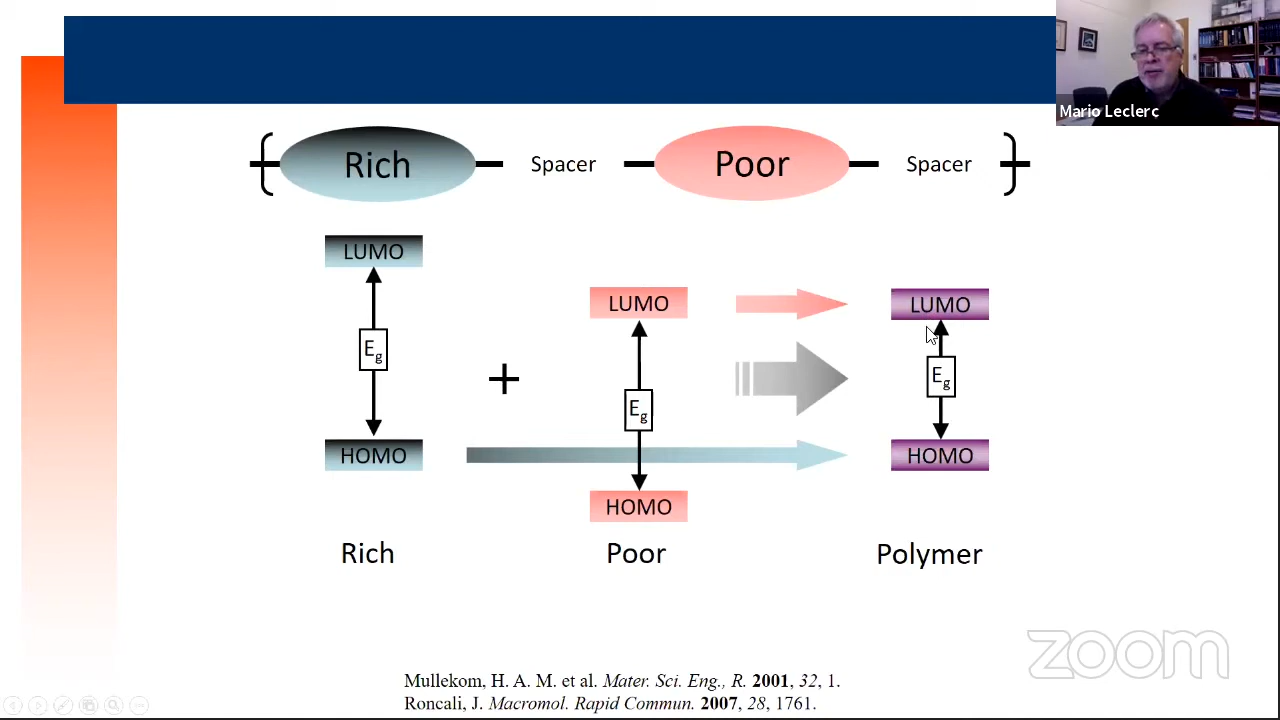 Mario Leclerc
Rich Spacer Poor Spacer
LUMO
LUMO LUMO
Eg
Eg
+
Eg
HOMO HOMO
HOMO
Rich Poor Polymer
zoom
Mullekom, H. A. M. et al. Mater. Sci. Eng., R. 2001, 32, 1.
Roncali, J. Macromol. Rapid Commun. 2007, 28, 1761.